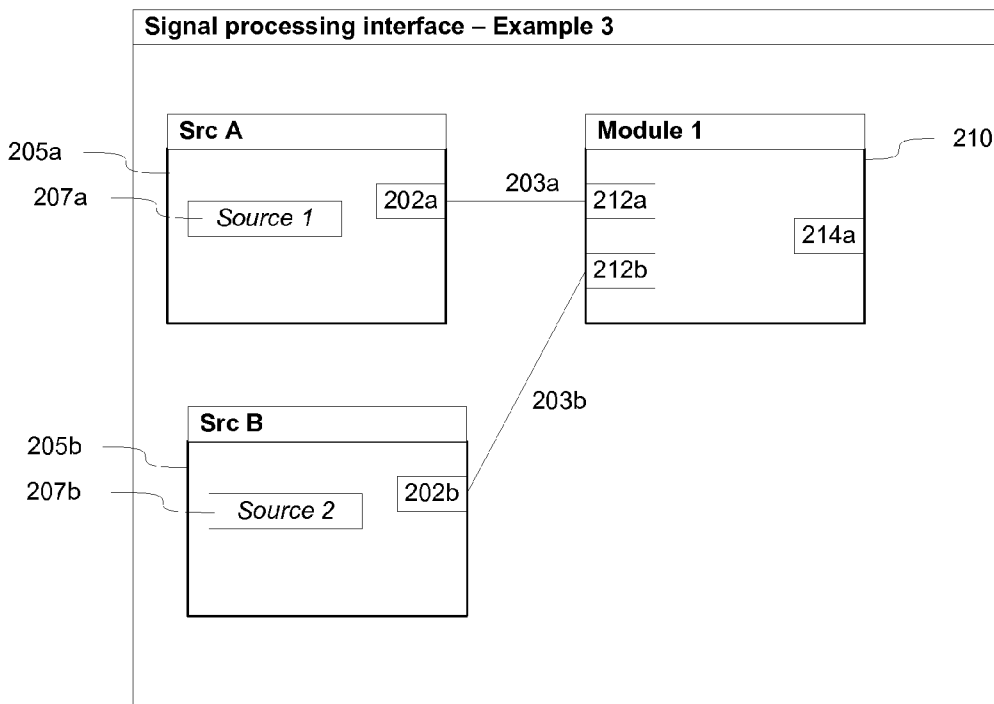 Signal processing interface – Example 3
Src A
Module 1
205a
210
207a
Source 1
202a
203a
212a
214a
212b
203b
Src B
205b
207b
Source 2
202b